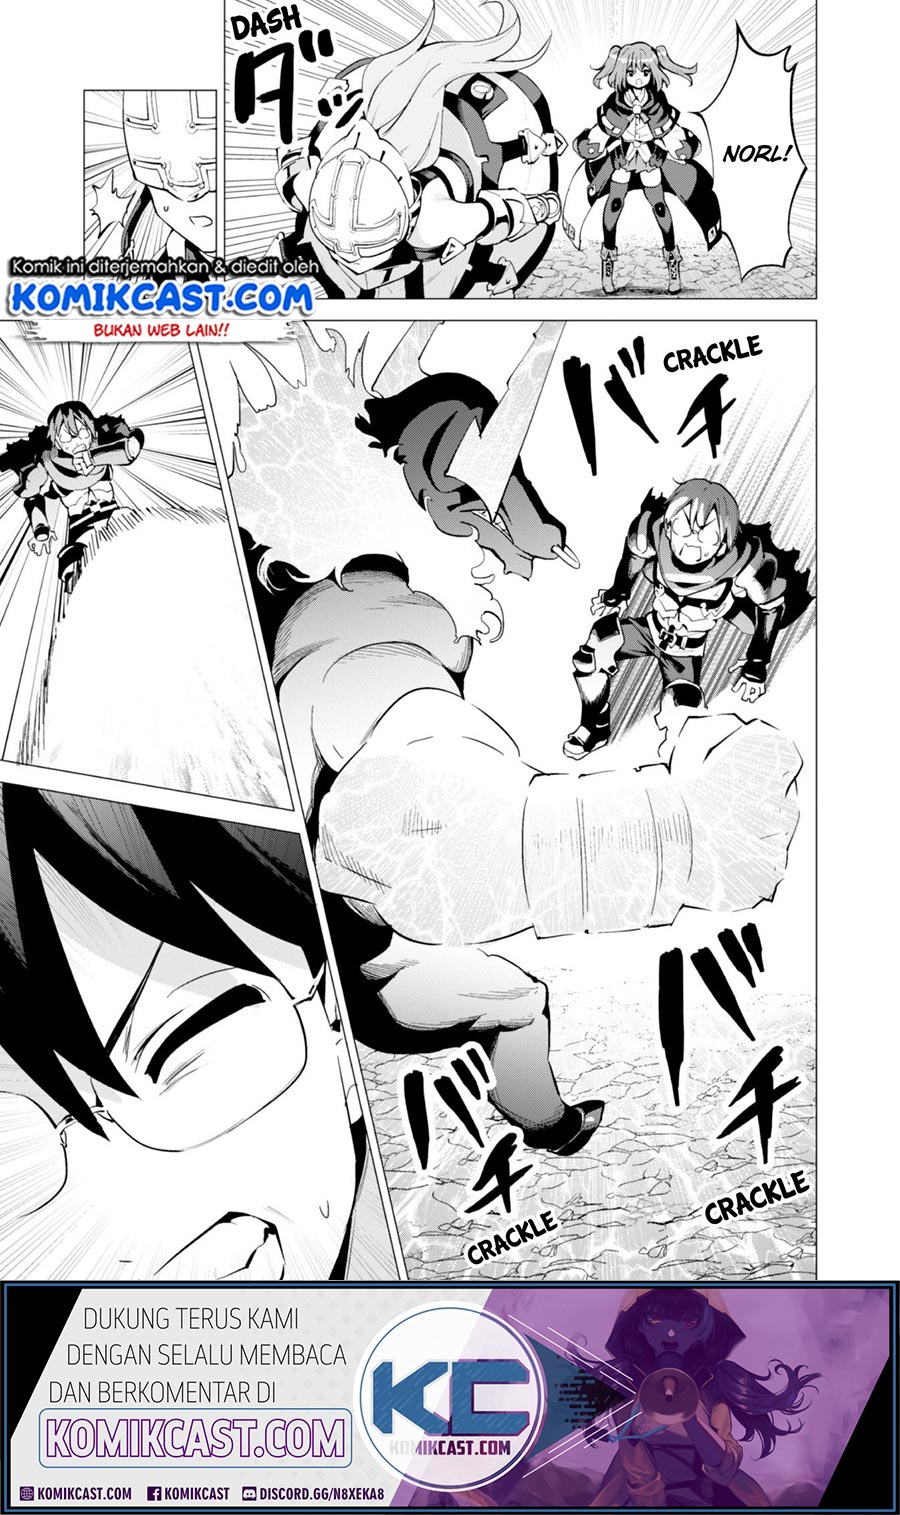 DASH
ダッ
NORL!
Komik ini diterjemahkan & diedit oleh
KOMIKCAST.COM
BUKAN WEB LAIN!!
CRACKLE
バチ
バチ
CRACKLE
バチ
CRACKLE
DUKUNG TERUS KAMI
DENGAN SELALU MEMBACA
DAN BERKOMENTAR DI
KOMIKCAST.COM
KC
KOMIKCAST.COM
KOMIKCAST.COM KOMIKCAST DISCORD.GG/N8XEKA8